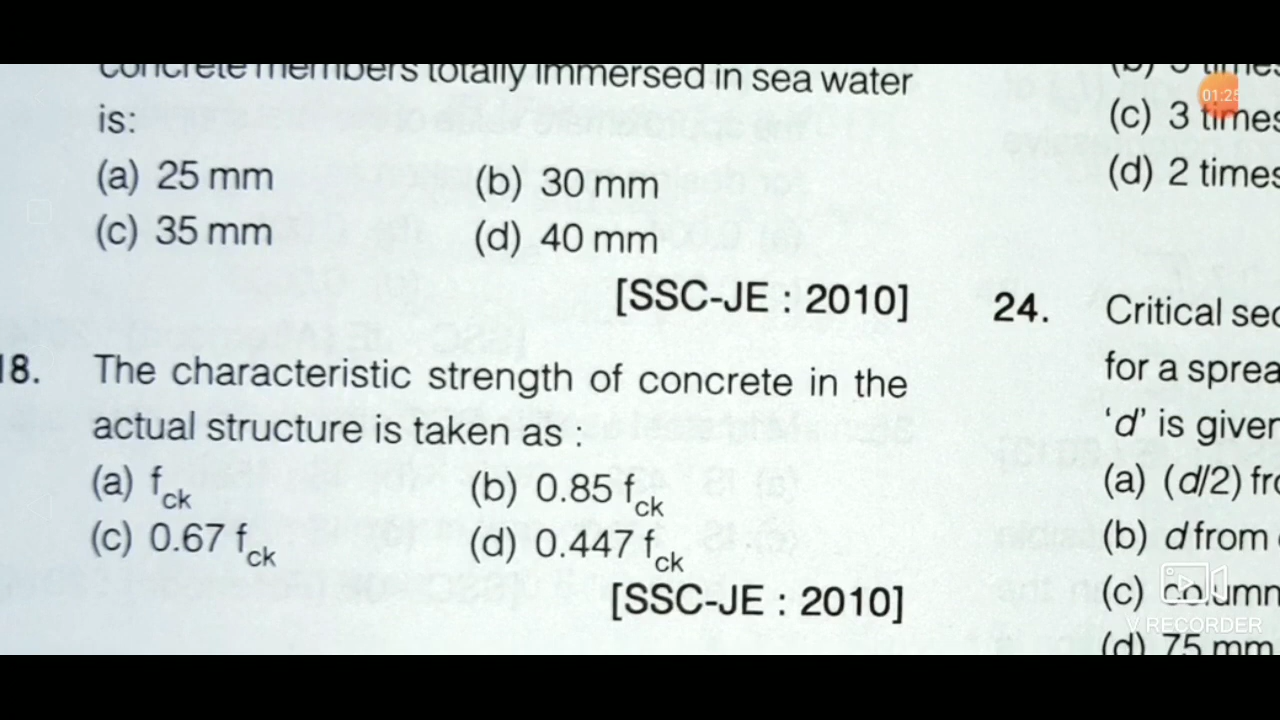 concrete members totally immersed in sea water
is:
(a) 25 mm (b) 30 mm
(c) 35 mm (d) 40 mm
[SSC-JE : 2010]
18. The characteristic strength of concrete in the
actual structure is taken as :
(a) fck (b) 0.85 fck
(c) 0.67 fck (d) 0.447 fck
[SSC-JE : 2010]
(c) 3 times
(d) 2 times
24. Critical sec
for a sprea
'd' is given
(a) (d/2) fro
(b) d from
(c) column
(d) 75 mm
01:25
V RECORDER